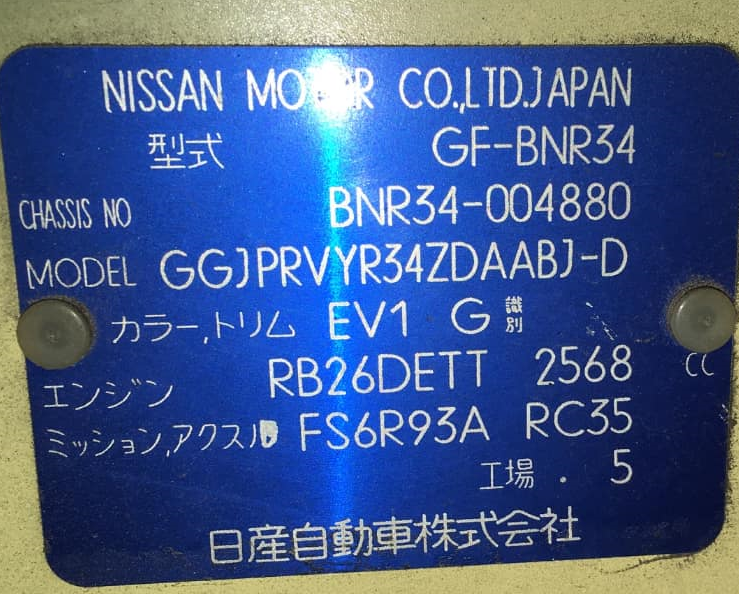 NISSAN MOTOR CO.,LTD.JAPAN
型式 GF-BNR34
CHASSIS NO BNR34-004880
MODEL GGJPRVYR34ZDAABJ-D
カラー,トリム EV1 G 識別
エンジン RB26DETT 2568 CC
ミッション,アクスル FS6R93A RC35
工場 . 5
日産自動車株式会社